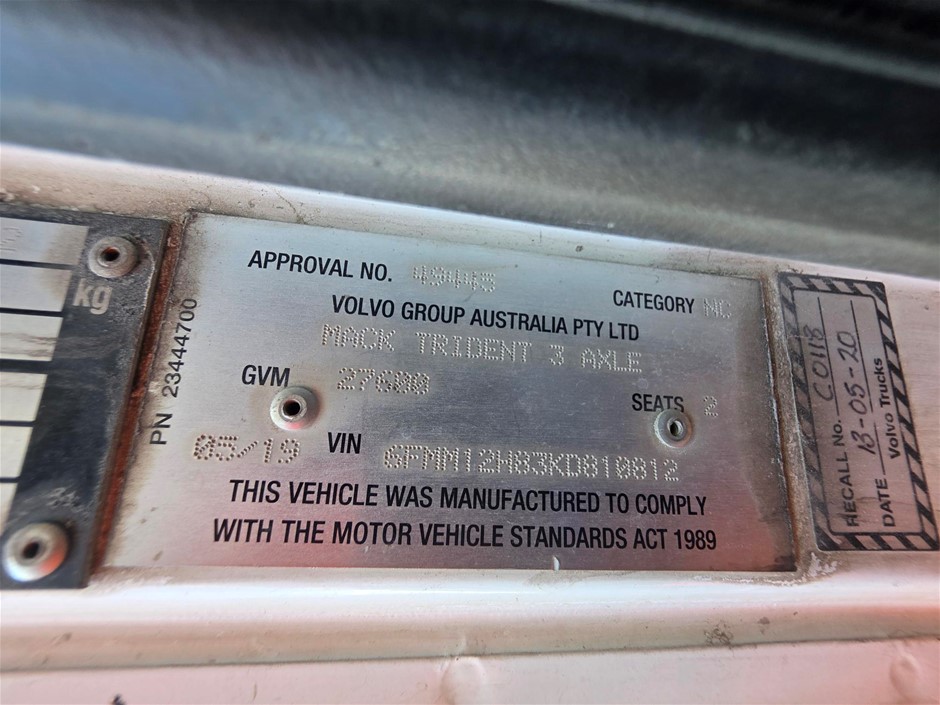 kg
PN 23444700
APPROVAL NO. 49445
CATEGORY NC
VOLVO GROUP AUSTRALIA PTY LTD
MACK TRIDENT 3 AXLE
GVM 27600
SEATS 2
05/19 VIN 6FMM12H83KD810812
THIS VEHICLE WAS MANUFACTURED TO COMPLY
WITH THE MOTOR VEHICLE STANDARDS ACT 1989
RECALL No. C0118
DATE 18-05-20
Volvo Trucks